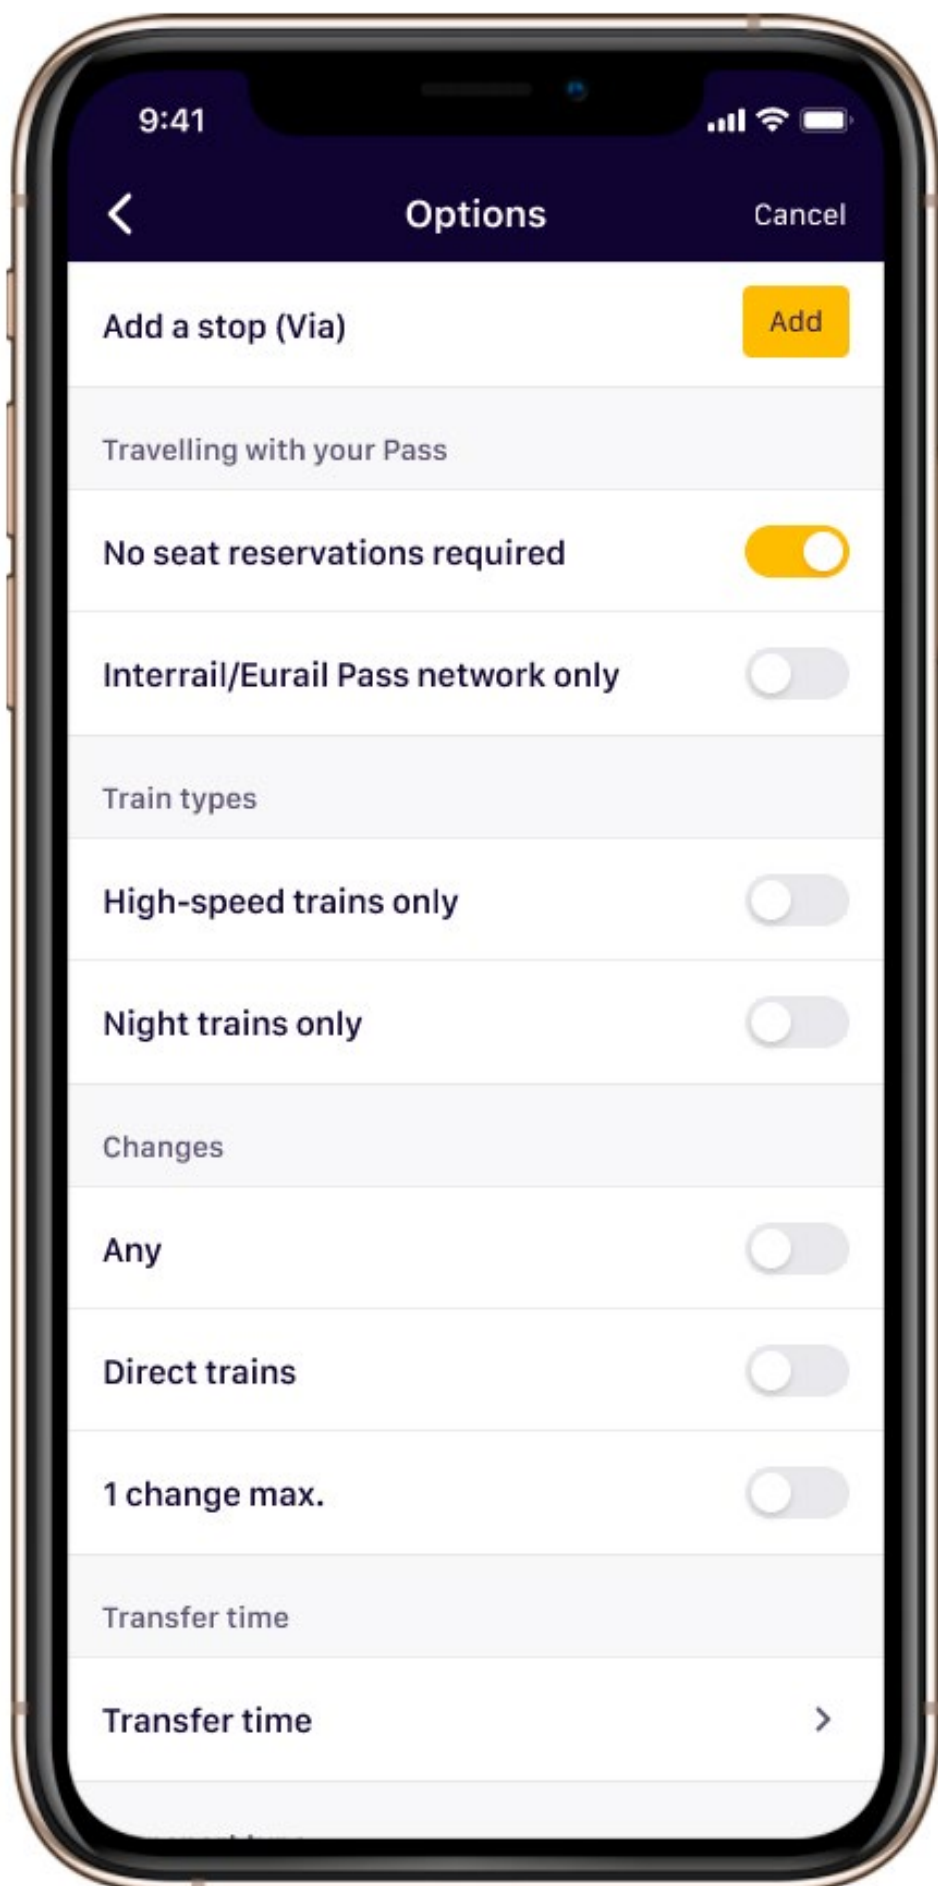 9:41
Options
Cancel
Add a stop (Via)
Add
Travelling with your Pass
No seat reservations required
Interrail/Eurail Pass network only
Train types
High-speed trains only
Night trains only
Changes
Any
Direct trains
1 change max.
Transfer time
Transfer time